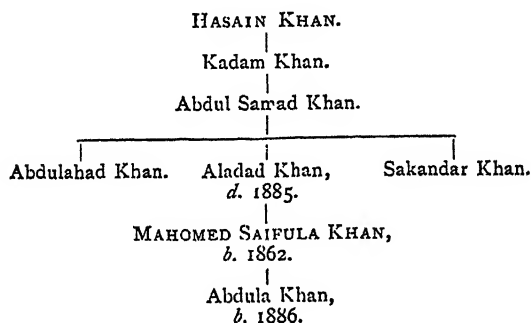 HASAIN KHAN.
Kadam Khan.
Abdul Samad Khan.
Abdulahad Khan. Aladad Khan, Sakandar Khan.
d. 1885.
MAHOMED SAIFULA KHAN,
b. 1862.
Abdula Khan,
b. 1886.